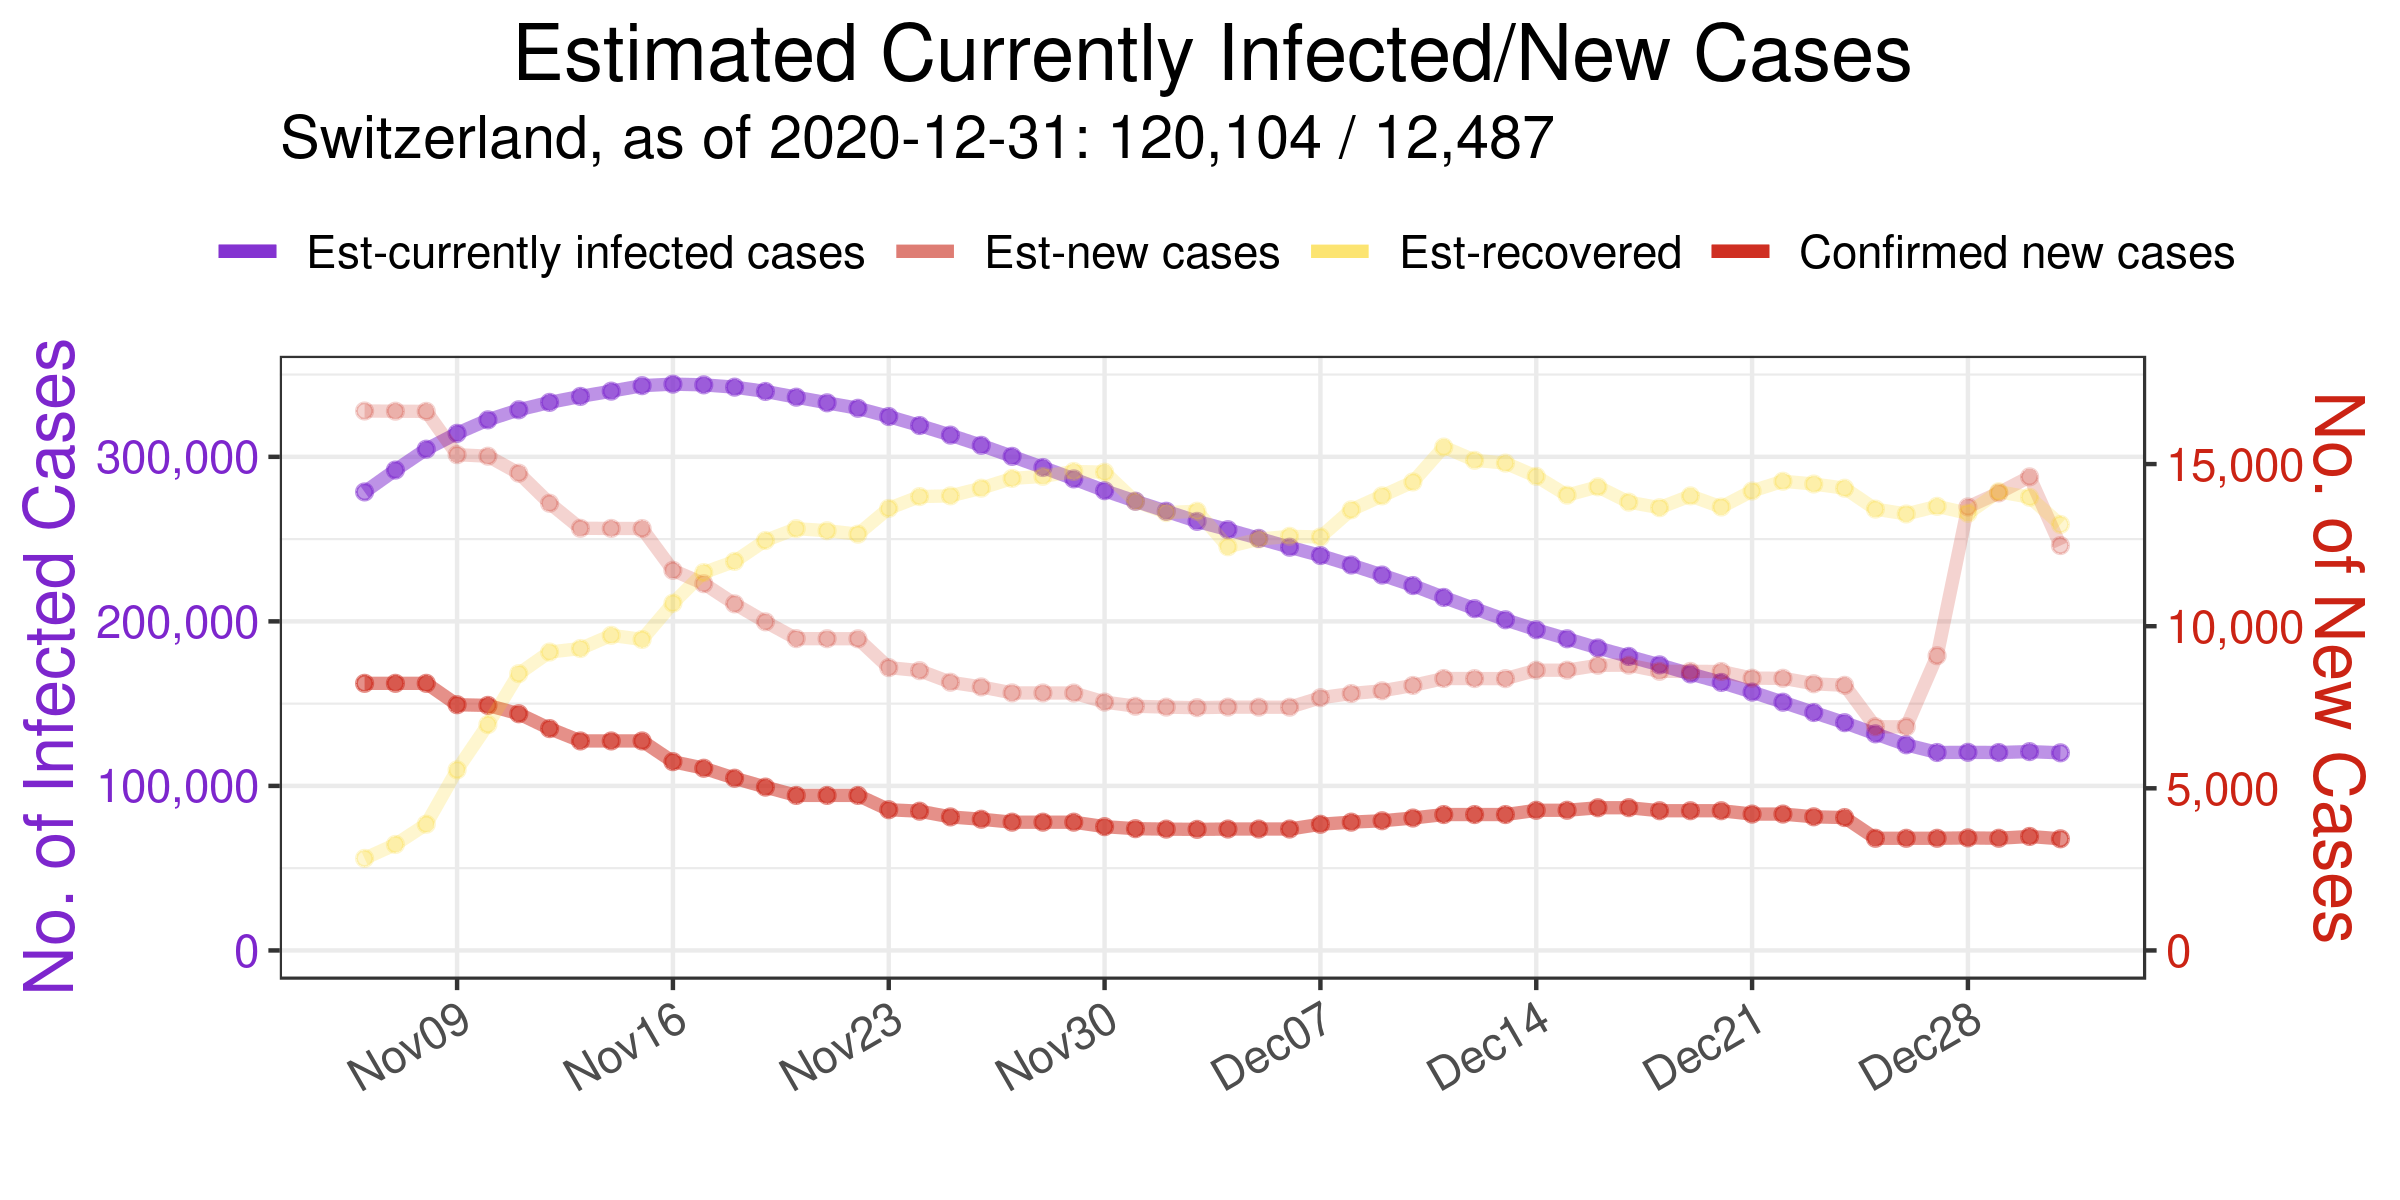 Estimated Currently Infected/New Cases
Switzerland, as of 2020-12-31: 120,104 / 12,487
Est-currently infected cases Est-new cases Est-recovered Confirmed new cases
No. of Infected Cases
300,000
200,000
100,000
0
15,000
10,000
5,000
0
No. of New Cases
Nov09 Nov16 Nov23 Nov30 Dec07 Dec14 Dec21 Dec28